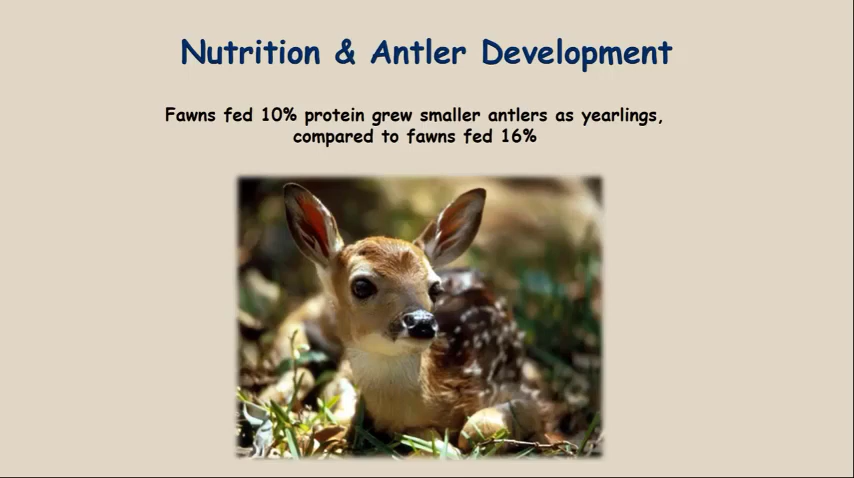 Nutrition & Antler Development
Fawns fed 10% protein grew smaller antlers as yearlings,
compared to fawns fed 16%